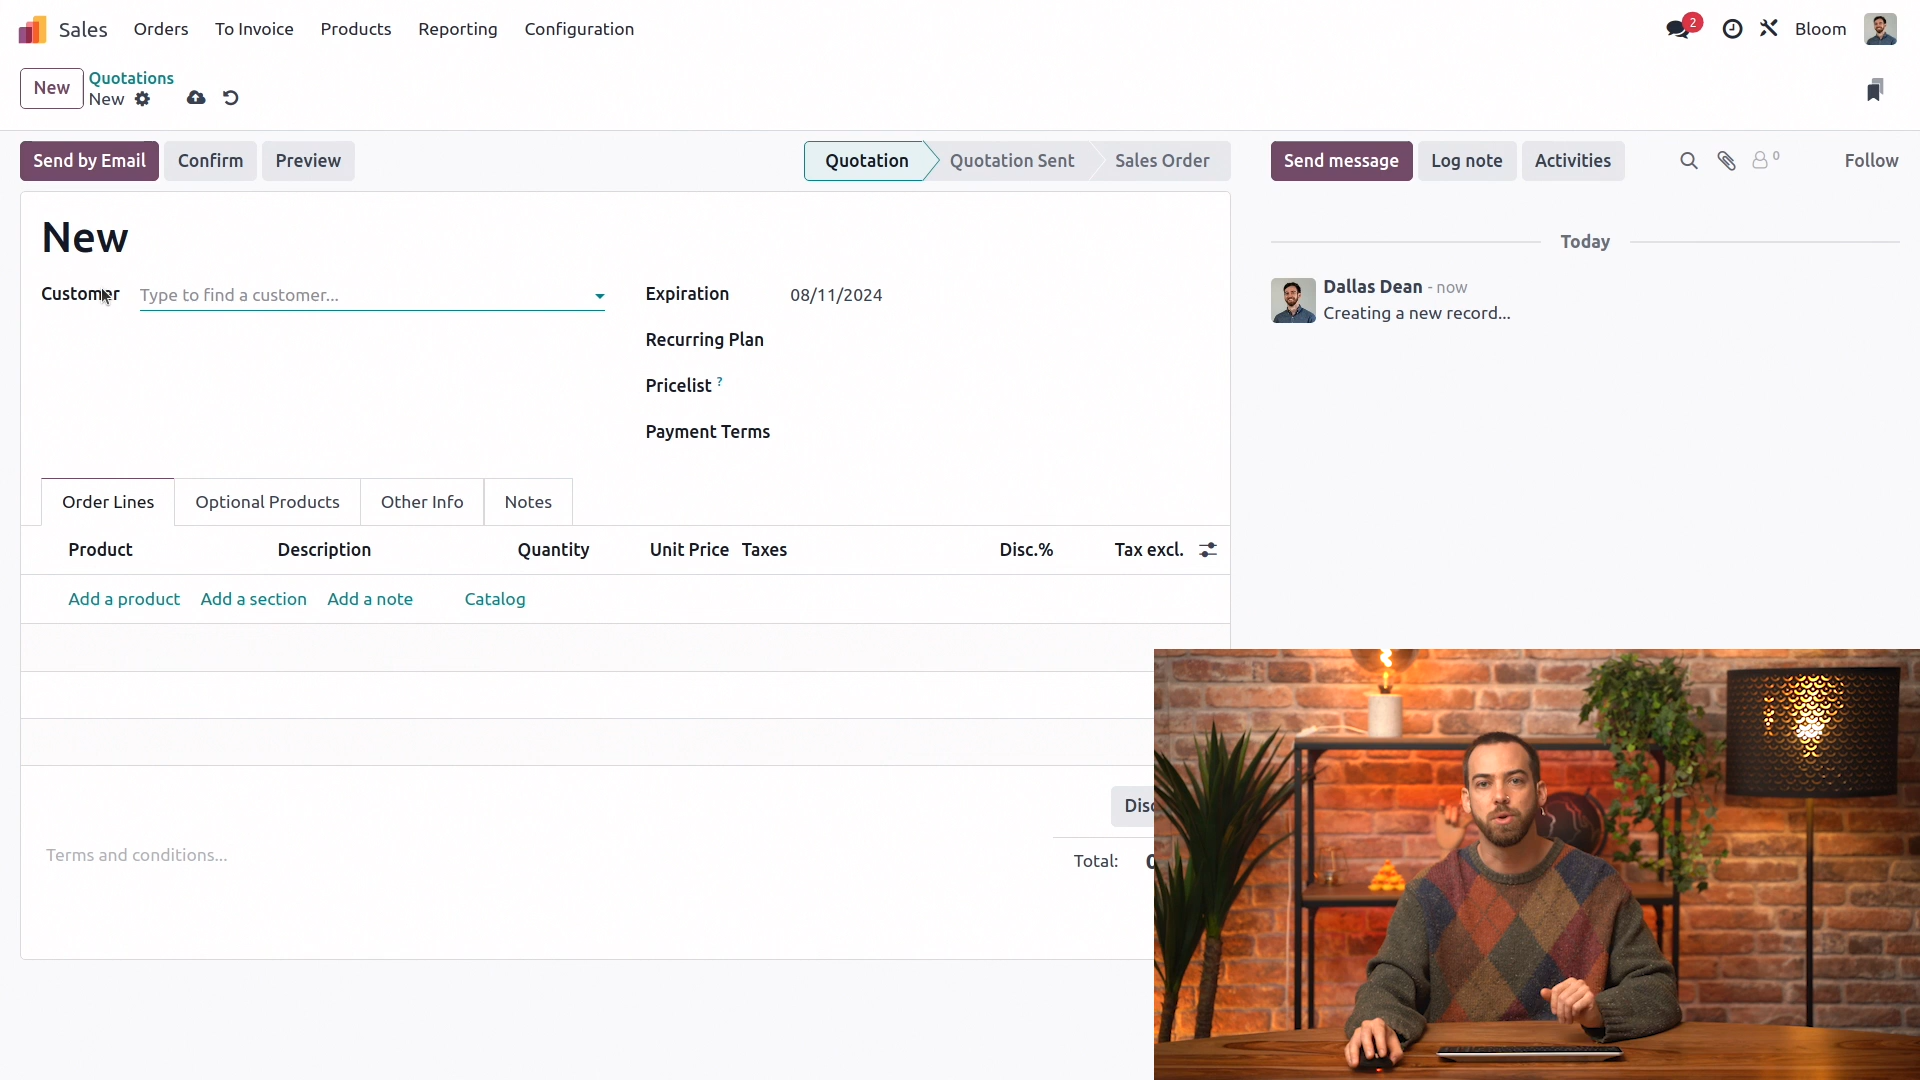 Sales Orders To Invoice Products Reporting Configuration 2 Bloom
New Quotations
New
Send by Email Confirm Preview Quotation Quotation Sent Sales Order Send message Log note Activities 0 Follow
New
Today
Customer Type to find a customer... Expiration 08/11/2024
Dallas Dean - now
Creating a new record...
Recurring Plan
Pricelist ?
Payment Terms
Order Lines Optional Products Other Info Notes
Product Description Quantity Unit Price Taxes Disc.% Tax excl.
Add a product Add a section Add a note Catalog
Terms and conditions...
Total: